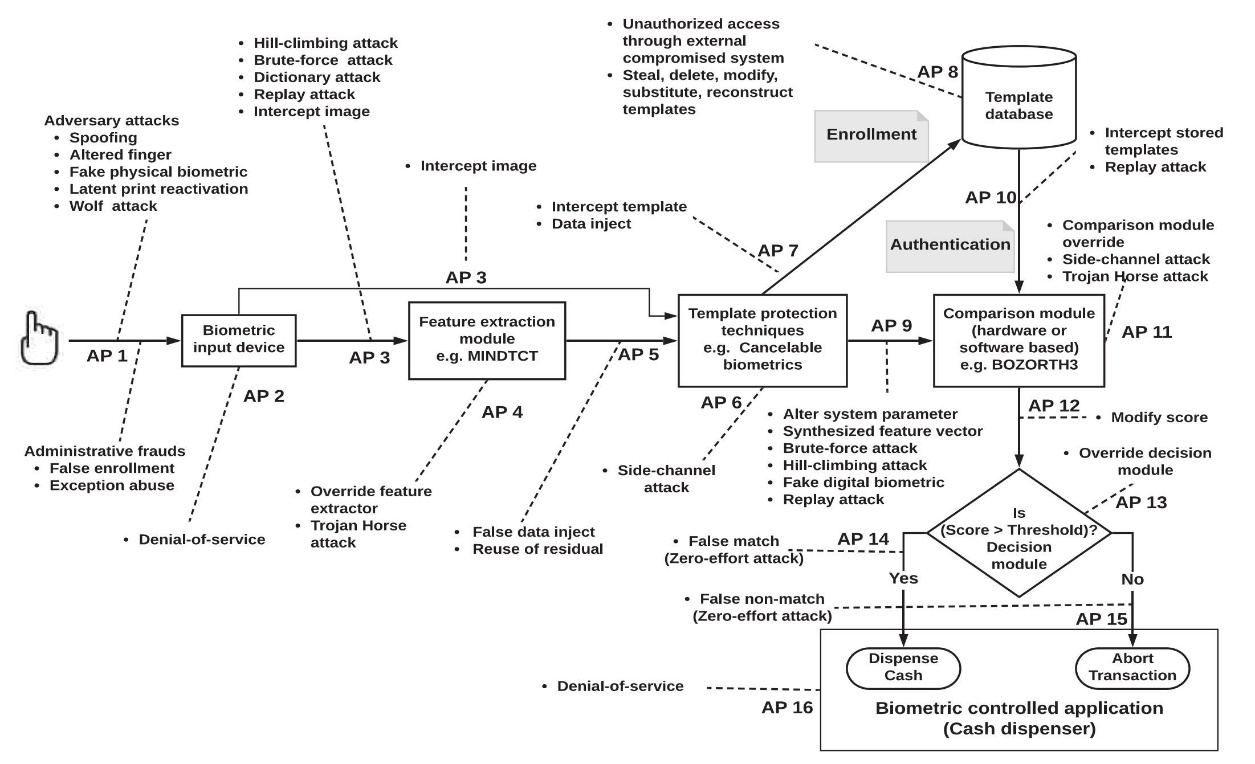 • Hill-climbing attack
• Brute-force attack
• Dictionary attack
• Replay attack
• Intercept image
• Unauthorized access
through external
compromised system
• Steal, delete, modify,
substitute, reconstruct
templates
AP 8
Template
database
Enrollment
Adversary attacks
• Spoofing
• Altered finger
• Fake physical biometric
• Latent print reactivation
• Wolf attack
• Intercept image
• Intercept stored
templates
• Replay attack
• Intercept template
• Data inject
AP 7
AP 10
Authentication
• Comparison module
override
• Side-channel attack
• Trojan Horse attack
AP 3
AP 1
Biometric
input device
AP 3
Feature extraction
module
e.g. MINDTCT
AP 5
Template protection
techniques
e.g. Cancelable
biometrics
AP 9
Comparison module
(hardware or
software based)
e.g. BOZORTH3
AP 11
AP 2
AP 4
AP 6
AP 12
• Modify score
• Alter system parameter
• Synthesized feature vector
• Brute-force attack
• Hill-climbing attack
• Fake digital biometric
• Replay attack
Administrative frauds
• False enrollment
• Exception abuse
• Denial-of-service
• Override feature
extractor
• Trojan Horse
attack
• False data inject
• Reuse of residual
• Side-channel
attack
• Override decision
module
AP 13
Is
(Score > Threshold)?
Decision
module
• False match
(Zero-effort attack)
AP 14
Yes
No
• False non-match
(Zero-effort attack)
AP 15
Dispense
Cash
Abort
Transaction
• Denial-of-service
AP 16
Biometric controlled application
(Cash dispenser)